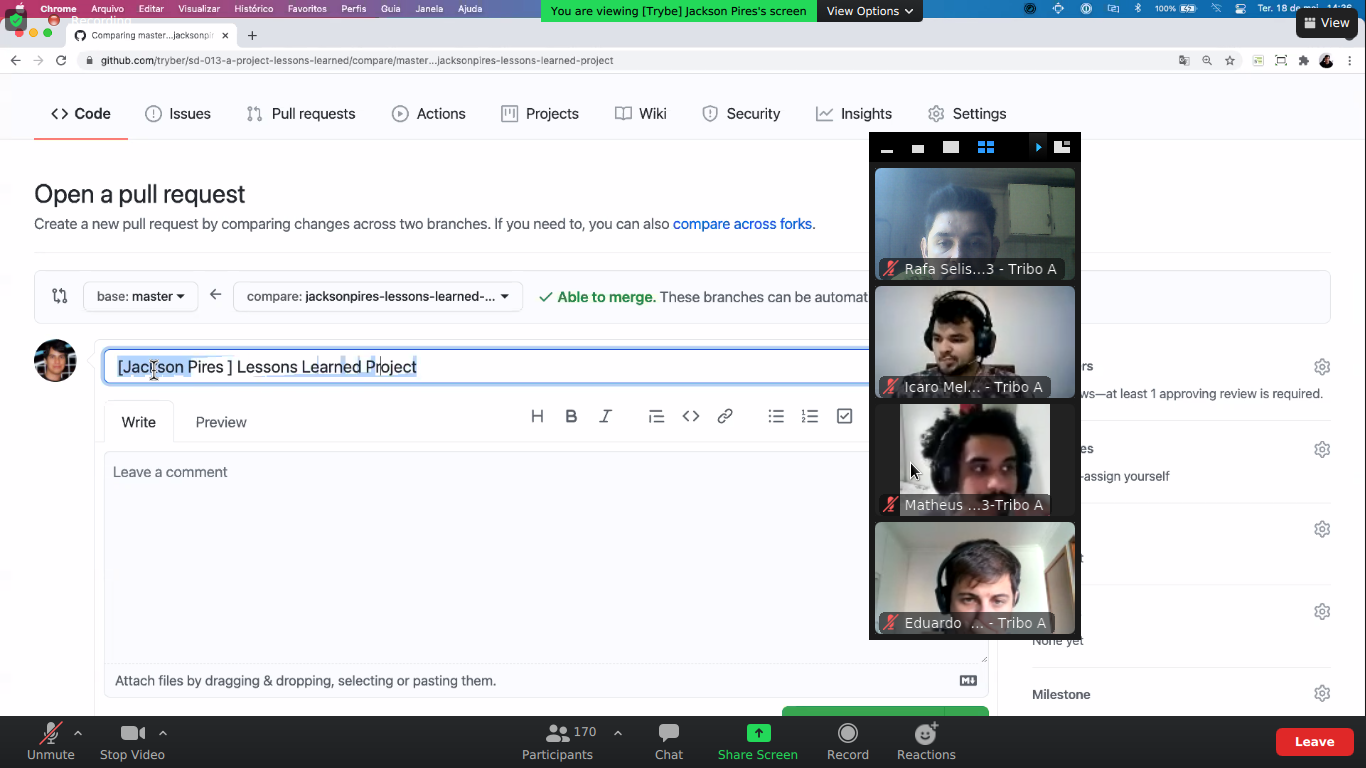 Chrome Arquivo Editar Visualizar Histórico Favoritos Perfis Guia Janela Ajuda
You are viewing [Trybe] Jackson Pires's screen
View Options
100%
Ter. 18 de mai 14:36
Recording
View
Comparing master...jacksonpir
github.com/tryber/sd-013-a-project-lessons-learned/compare/master...jacksonpires-lessons-learned-project
Code Issues Pull requests Actions Projects Wiki Security Insights Settings
Open a pull request
Create a new pull request by comparing changes across two branches. If you need to, you can also compare across forks.
base: master
compare: jacksonpires-lessons-learned-...
Able to merge. These branches can be automat
[Jackson Pires ] Lessons Learned Project
Write Preview
Leave a comment
Attach files by dragging & dropping, selecting or pasting them.
Rafa Selis...3 - Tribo A
Icaro Mel... - Tribo A
Matheus ...3-Tribo A
Eduardo ... - Tribo A
rs
ws—at least 1 approving review is required.
es
-assign yourself
t
t
None yet
Milestone
Unmute
Stop Video
Participants 170
Chat
Share Screen
Record
Reactions
Leave